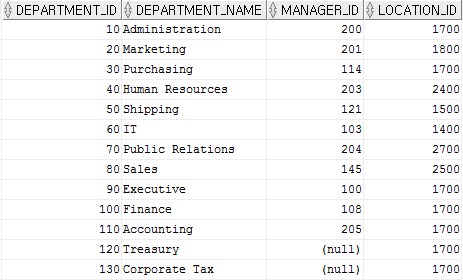 DEPARTMENT_ID DEPARTMENT_NAME MANAGER_ID LOCATION_ID
10 Administration 200 1700
20 Marketing 201 1800
30 Purchasing 114 1700
40 Human Resources 203 2400
50 Shipping 121 1500
60 IT 103 1400
70 Public Relations 204 2700
80 Sales 145 2500
90 Executive 100 1700
100 Finance 108 1700
110 Accounting 205 1700
120 Treasury (null) 1700
130 Corporate Tax (null) 1700